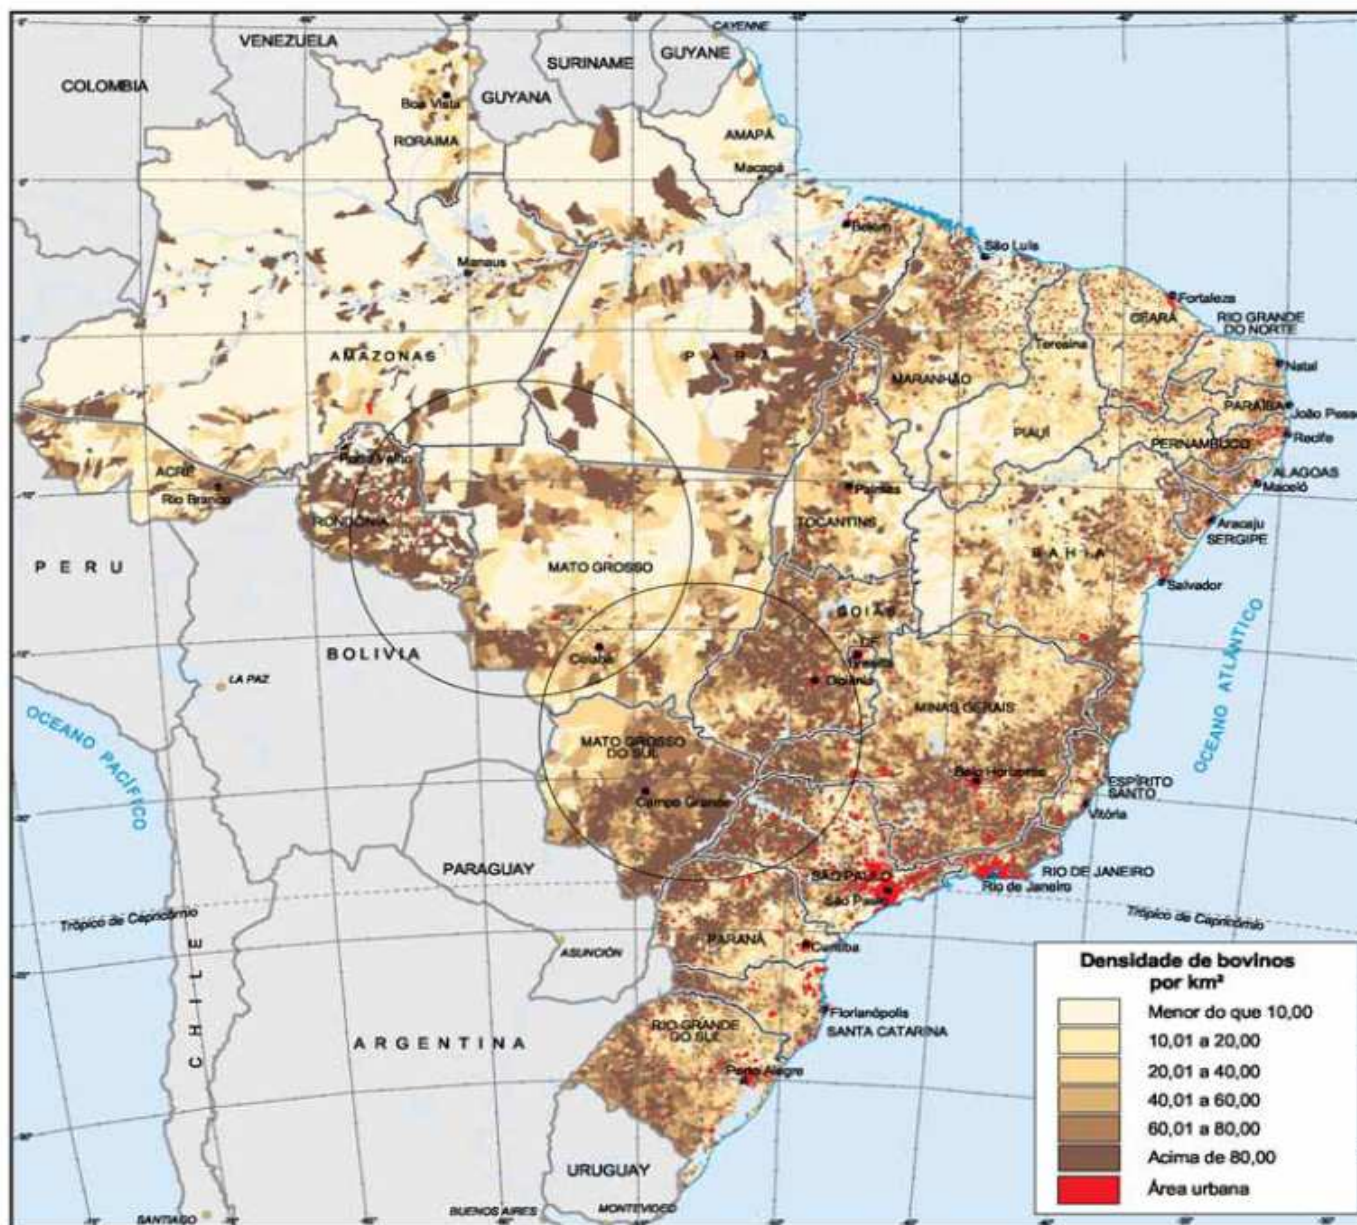 CAYENNE
VENEZUELA
SURINAME
GUYANE
COLOMBIA
GUYANA
Boa Vista
RORAIMA
AMAPÁ
Macapá
Belém
São Luís
Manaus
Fortaleza
CEARÁ
RIO GRANDE
DO NORTE
Teresina
AMAZONAS
PARÁ
Natal
MARANHÃO
PARAÍBA
João Pesso
PIAUÍ
PERNAMBUCO
Recife
Porto Velho
ACRE
Rio Branco
ALAGOAS
Maceió
Palmas
RONDÔNIA
TOCANTINS
Aracaju
SERGIPE
BAHIA
PERU
MATO GROSSO
Salvador
GOIÁS
BOLIVIA
Cuiabá
DF
Brasília
LA PAZ
Goiânia
OCEANO ATLÂNTICO
OCEANO PACÍFICO
MINAS GERAIS
MATO GROSSO
DO SUL
Belo Horizonte
ESPÍRITO
SANTO
Campo Grande
Vitória
PARAGUAY
SÃO PAULO
RIO DE JANEIRO
Rio de Janeiro
São Paulo
Trópico de Capricórnio
Trópico de Capricórnio
PARANÁ
Curitiba
ASUNCIÓN
CHILE
Florianópolis
SANTA CATARINA
RIO GRANDE
DO SUL
ARGENTINA
Porto Alegre
URUGUAY
BUENOS AIRES
MONTEVIDEO
SANTIAGO
Densidade de bovinos
por km²
Menor do que 10,00
10,01 a 20,00
20,01 a 40,00
40,01 a 60,00
60,01 a 80,00
Acima de 80,00
Área urbana